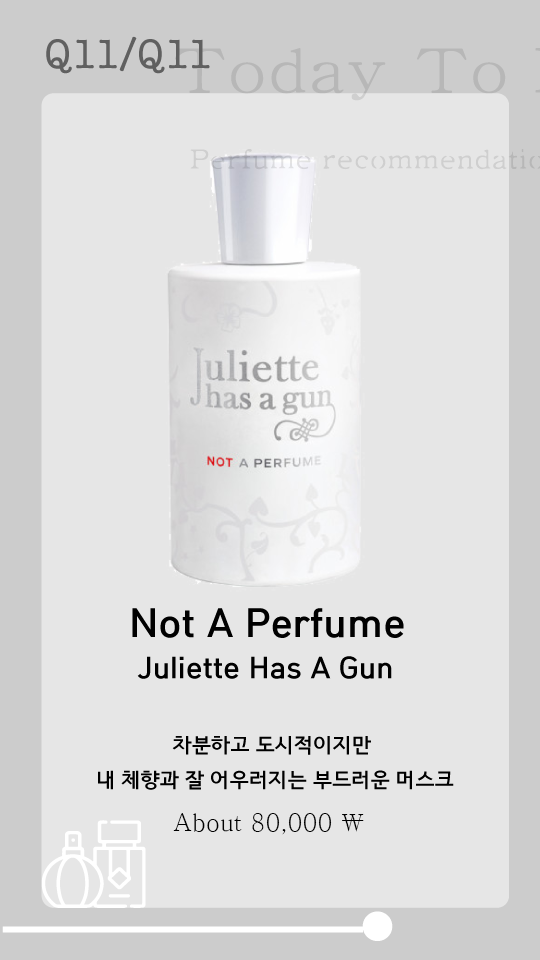 Q11/Q11
Today To
Perfume recommendatio
Juliette
has a gun
NOT A PERFUME
Not A Perfume
Juliette Has A Gun
차분하고 도시적이지만
내 체향과 잘 어우러지는 부드러운 머스크
About 80,000 ₩